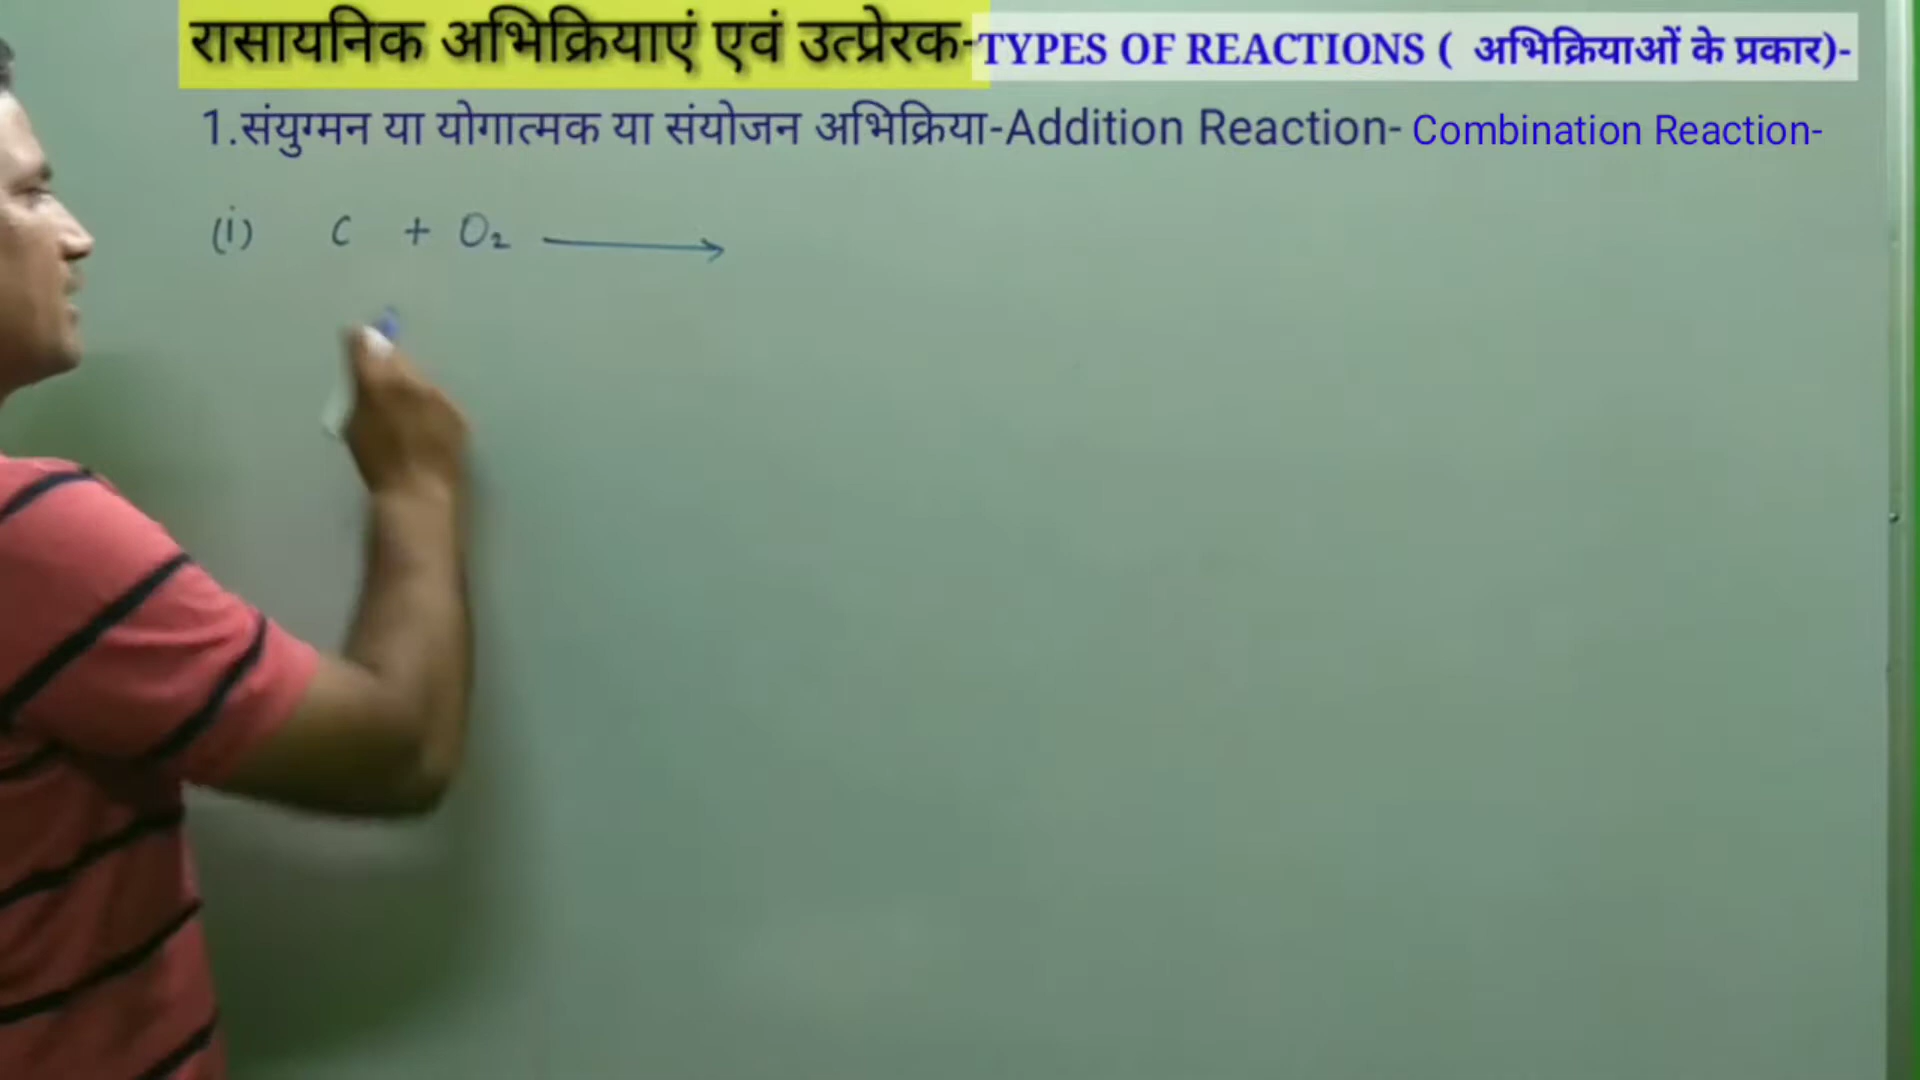 रासायनिक अभिक्रियाएं एवं उत्प्रेरक-TYPES OF REACTIONS ( अभिक्रियाओं के प्रकार)-
1.संयुग्मन या योगात्मक या संयोजन अभिक्रिया-Addition Reaction- Combination Reaction-
(i) C + O₂ ⟶